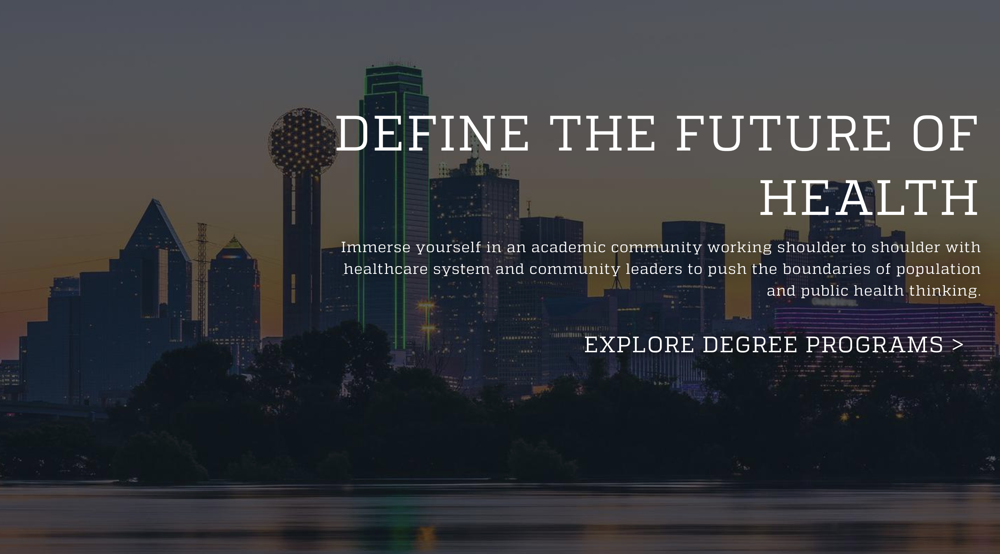 DEFINE THE FUTURE OF
HEALTH
Immerse yourself in an academic community working shoulder to shoulder with
healthcare system and community leaders to push the boundaries of population
and public health thinking.
EXPLORE DEGREE PROGRAMS >